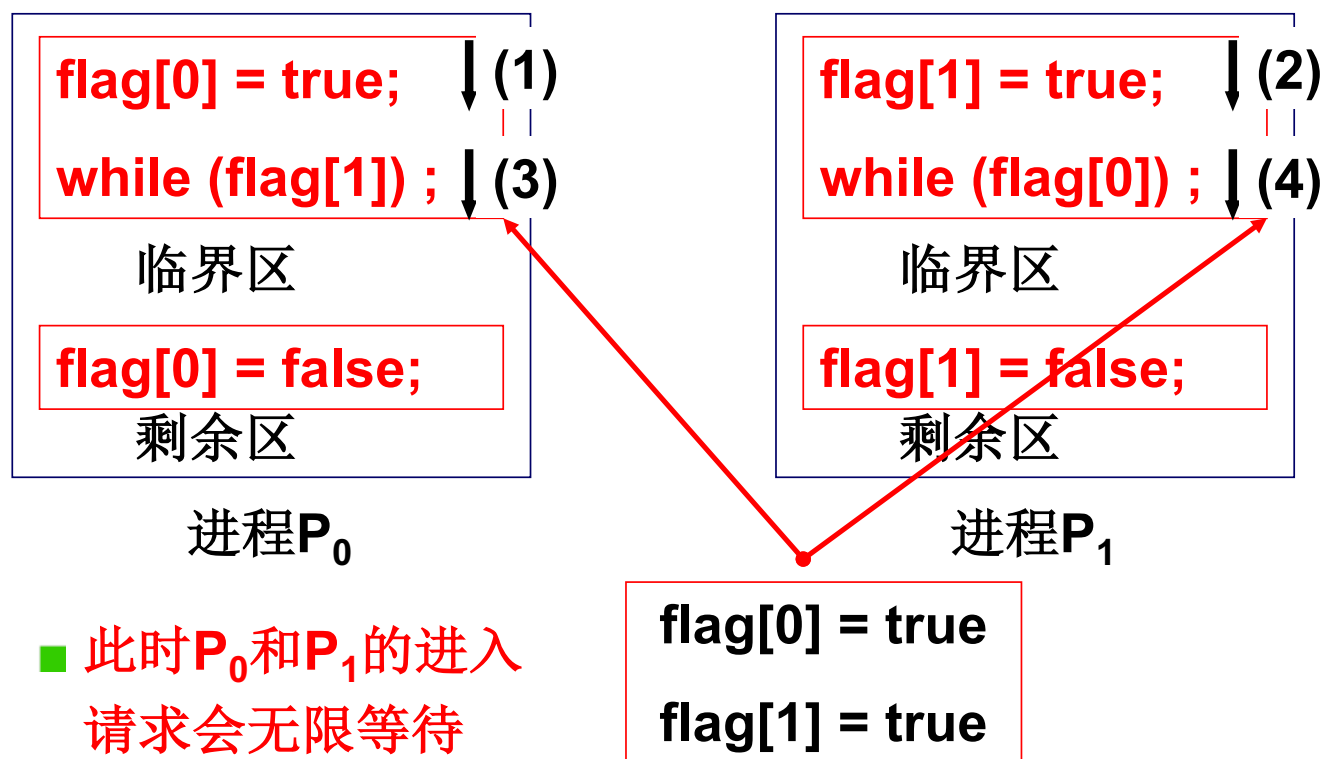 flag[0] = true; (1)
while (flag[1]) ; (3)
临界区
flag[0] = false;
剩余区
进程P0
flag[1] = true; (2)
while (flag[0]) ; (4)
临界区
flag[1] = false;
剩余区
进程P1
此时P0和P1的进入
请求会无限等待
flag[0] = true
flag[1] = true